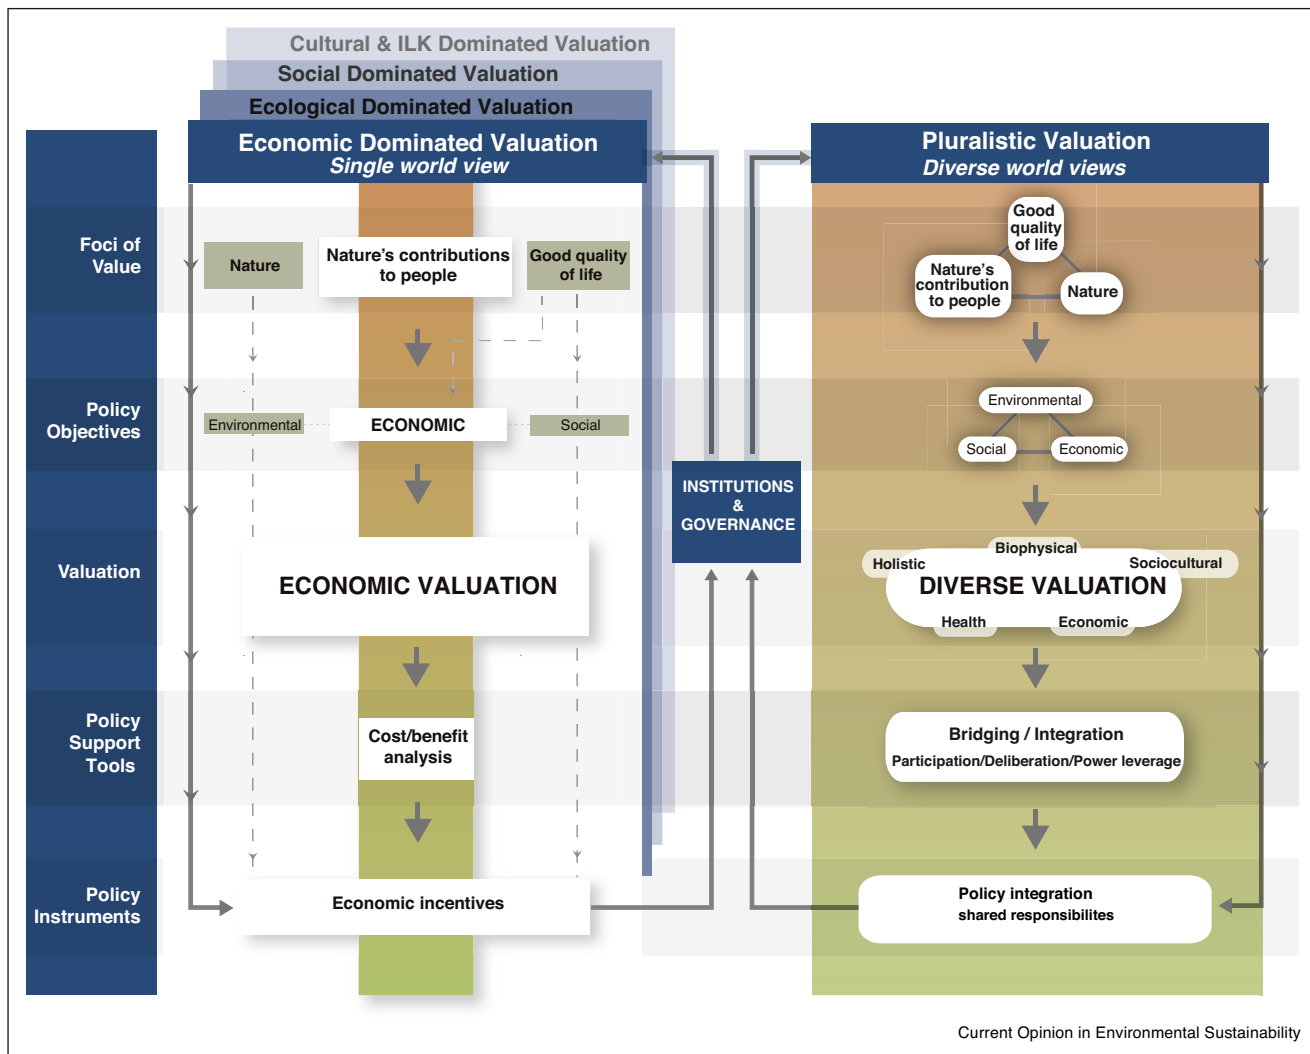 Cultural & ILK Dominated Valuation
Social Dominated Valuation
Ecological Dominated Valuation
Economic Dominated Valuation
Single world view
Pluralistic Valuation
Diverse world views
Foci of
Value
Nature
Nature's contributions
to people
Good quality
of life
Good
quality
of life
Nature's
contribution
to people
Nature
Policy
Objectives
Environmental
ECONOMIC
Social
Environmental
Social
Economic
INSTITUTIONS
&
GOVERNANCE
Valuation
ECONOMIC VALUATION
Biophysical
Holistic
Sociocultural
DIVERSE VALUATION
Health
Economic
Policy
Support
Tools
Cost/benefit
analysis
Bridging / Integration
Participation/Deliberation/Power leverage
Policy
Instruments
Economic incentives
Policy integration
shared responsibilites
Current Opinion in Environmental Sustainability